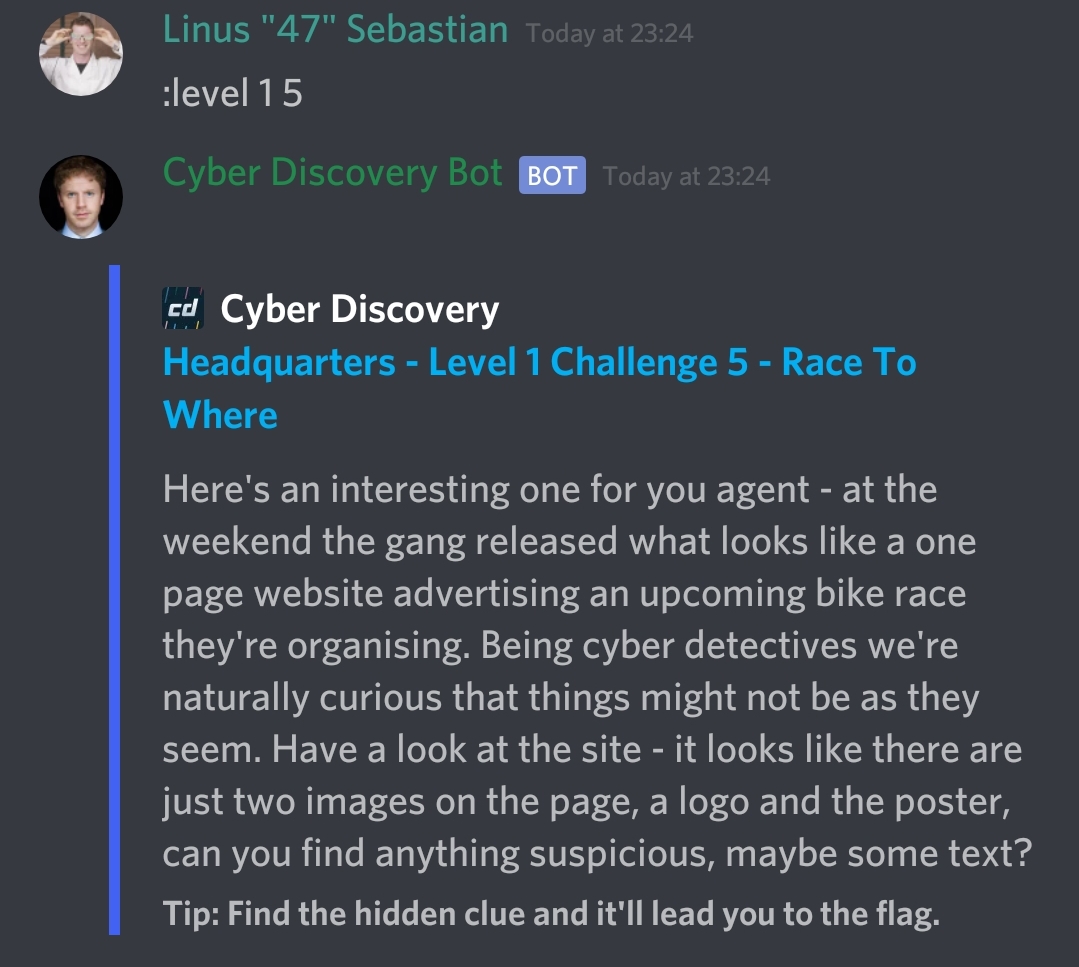 Linus "47" Sebastian Today at 23:24
:level 1 5
Cyber Discovery Bot BOT Today at 23:24
cd Cyber Discovery
Headquarters - Level 1 Challenge 5 - Race To
Where
Here's an interesting one for you agent - at the
weekend the gang released what looks like a one
page website advertising an upcoming bike race
they're organising. Being cyber detectives we're
naturally curious that things might not be as they
seem. Have a look at the site - it looks like there are
just two images on the page, a logo and the poster,
can you find anything suspicious, maybe some text?
Tip: Find the hidden clue and it'll lead you to the flag.